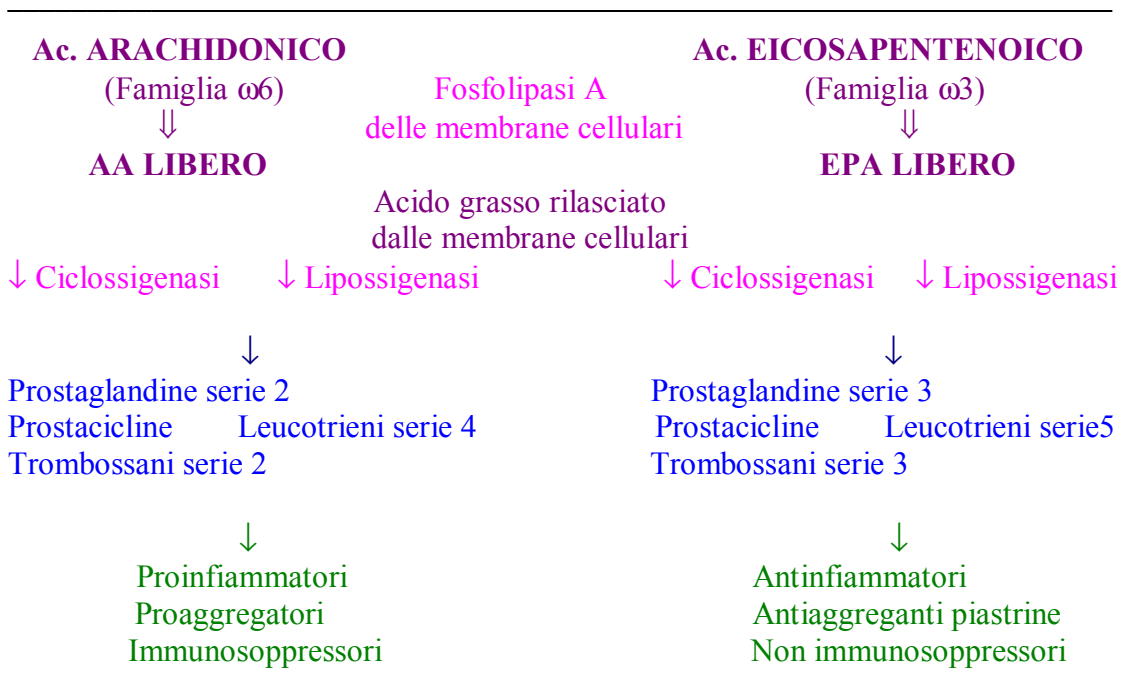 Ac. ARACHIDONICO Ac. EICOSAPENTENOICO
(Famiglia ω6) Fosfolipasi A (Famiglia ω3)
⇓ delle membrane cellulari ⇓
AA LIBERO EPA LIBERO
Acido grasso rilasciato
dalle membrane cellulari
↓ Ciclossigenasi ↓ Lipossigenasi ↓ Ciclossigenasi ↓ Lipossigenasi
↓ ↓
Prostaglandine serie 2 Prostaglandine serie 3
Prostacicline Leucotrieni serie 4 Prostacicline Leucotrieni serie5
Trombossani serie 2 Trombossani serie 3
↓ ↓
Proinfiammatori Antinfiammatori
Proaggregatori Antiaggreganti piastrine
Immunosoppressori Non immunosoppressori